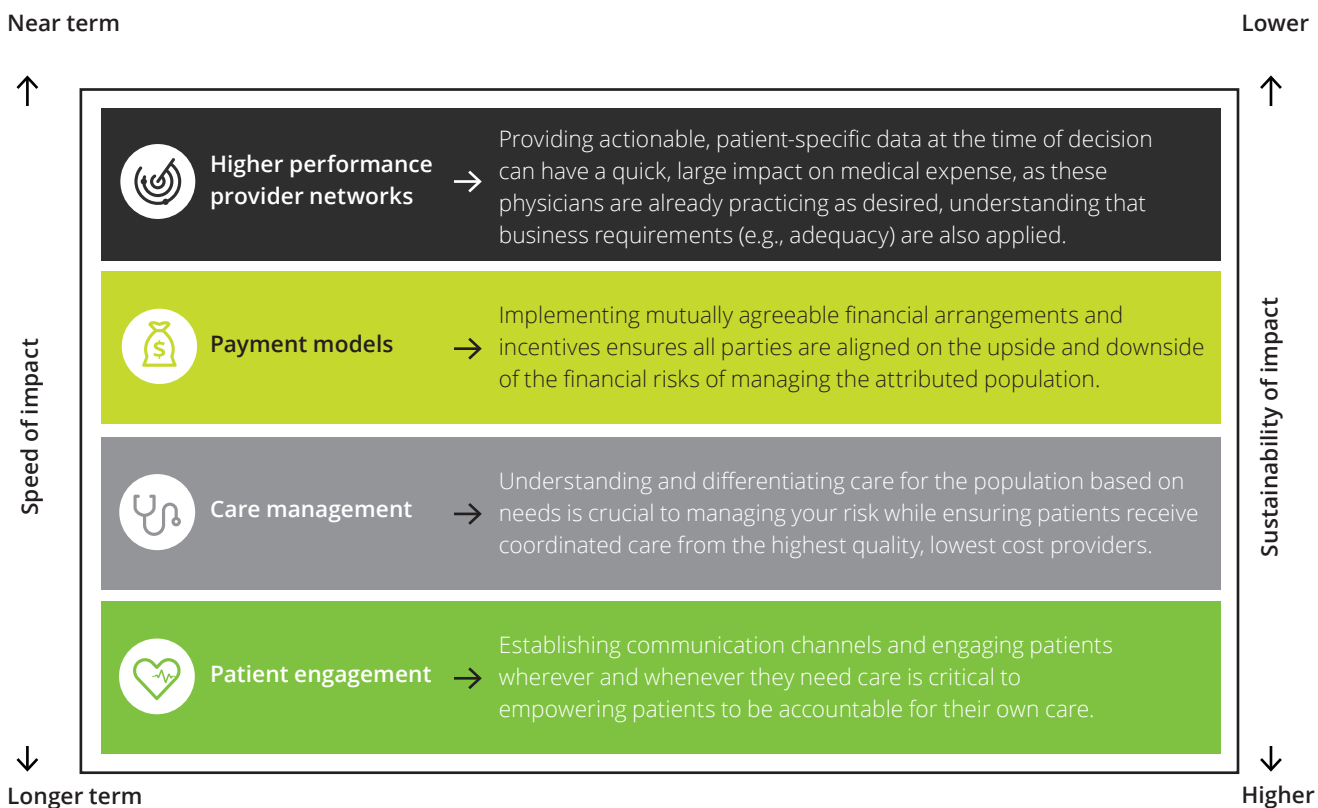 Near term
Lower
Higher performance
provider networks
Providing actionable, patient-specific data at the time of decision
can have a quick, large impact on medical expense, as these
physicians are already practicing as desired, understanding that
business requirements (e.g., adequacy) are also applied.
Payment models
$
Implementing mutually agreeable financial arrangements and
incentives ensures all parties are aligned on the upside and downside
of the financial risks of managing the attributed population.
Speed of impact
Sustainability of impact
Care management
Understanding and differentiating care for the population based on
needs is crucial to managing your risk while ensuring patients receive
coordinated care from the highest quality, lowest cost providers.
Patient engagement
Establishing communication channels and engaging patients
wherever and whenever they need care is critical to
empowering patients to be accountable for their own care.
Longer term
Higher